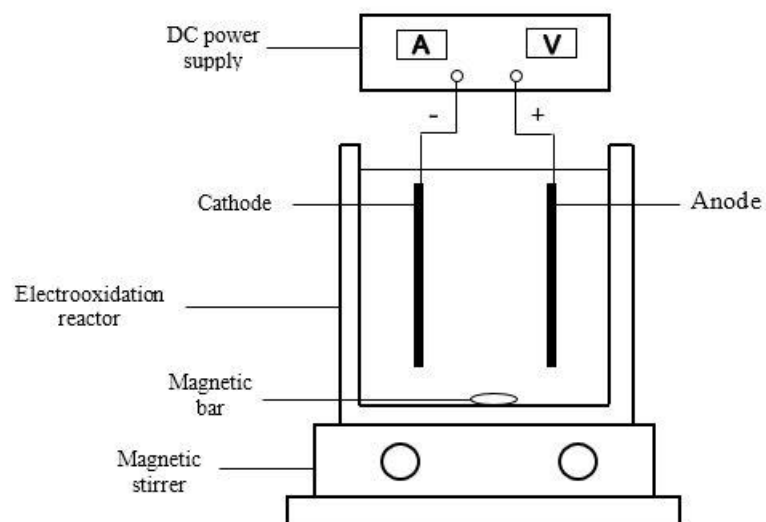 DC power
supply
A
V
-
+
Cathode
Anode
Electrooxidation
reactor
Magnetic
bar
Magnetic
stirrer